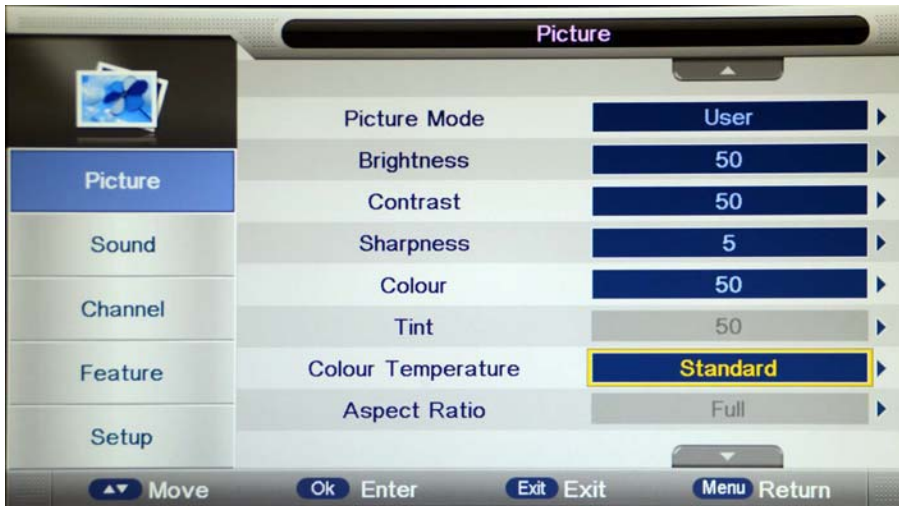 Picture
Picture Mode User
Brightness 50
Picture
Contrast 50
Sound
Sharpness 5
Colour 50
Channel
Tint 50
Feature
Colour Temperature Standard
Aspect Ratio Full
Setup
Move Ok Enter Exit Exit Menu Return